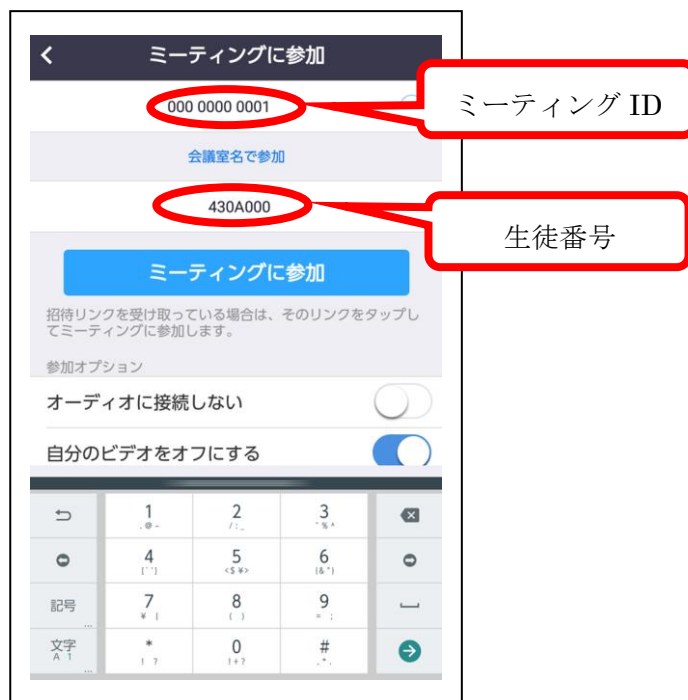 ミーティングに参加
000 0000 0001
ミーティング ID
会議室名で参加
430A000
生徒番号
ミーティングに参加
招待リンクを受け取っている場合は、そのリンクをタップし
てミーティングに参加します。
参加オプション
オーディオに接続しない
自分のビデオをオフにする
1 2 3
4 5 6
記号 7 8 9
文字 * 0 #
A 1